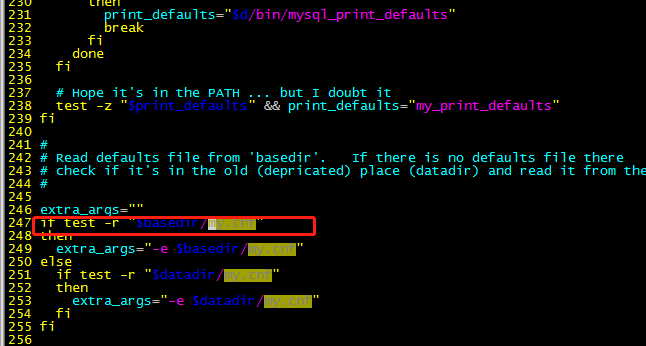 230 then
231 print_defaults="$d/bin/mysql_print_defaults"
232 break
233 fi
234 done
235 fi
236
237 # Hope it's in the PATH ... but I doubt it
238 test -z "$print_defaults" && print_defaults="my_print_defaults"
239 fi
240
241 #
242 # Read defaults file from 'basedir'. If there is no defaults file there
243 # check if it's in the old (depricated) place (datadir) and read it from the
244 #
245
246 extra_args=""
247 if test -r "$basedir/my.cnf"
248 then
249 extra_args="-e $basedir/my.cnf"
250 else
251 if test -r "$datadir/my.cnf"
252 then
253 extra_args="-e $datadir/my.cnf"
254 fi
255 fi
256